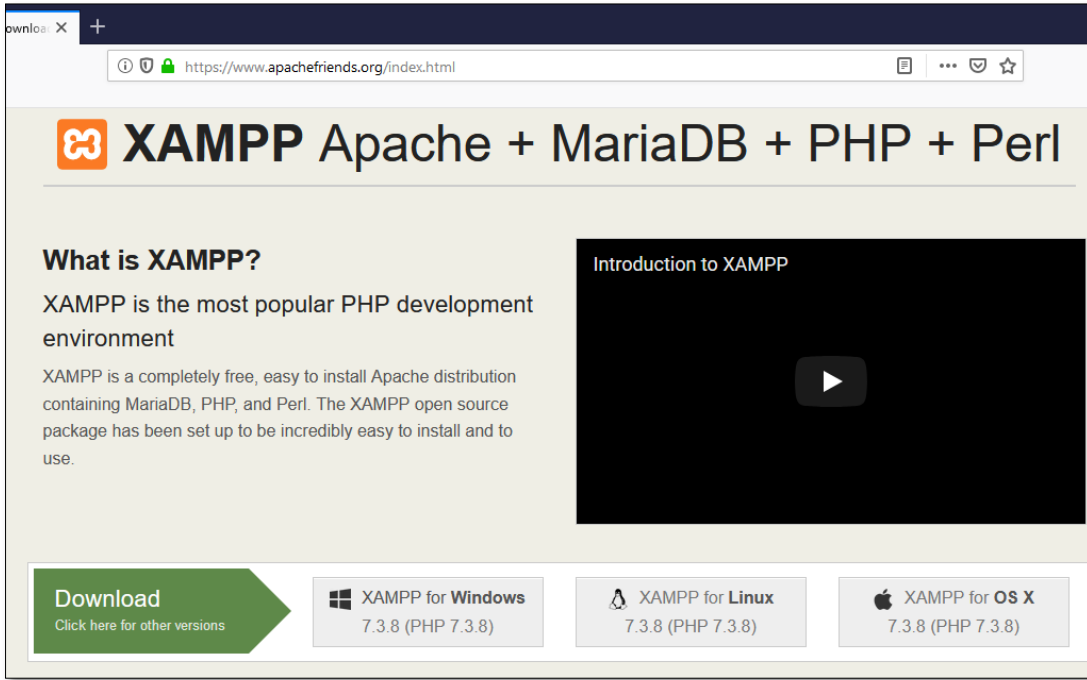 ownloa
https://www.apachefriends.org/index.html
XAMPP Apache + MariaDB + PHP + Perl
What is XAMPP?
XAMPP is the most popular PHP development
environment
XAMPP is a completely free, easy to install Apache distribution
containing MariaDB, PHP, and Perl. The XAMPP open source
package has been set up to be incredibly easy to install and to
use.
Introduction to XAMPP
Download
Click here for other versions
XAMPP for Windows
7.3.8 (PHP 7.3.8)
XAMPP for Linux
7.3.8 (PHP 7.3.8)
XAMPP for OS X
7.3.8 (PHP 7.3.8)